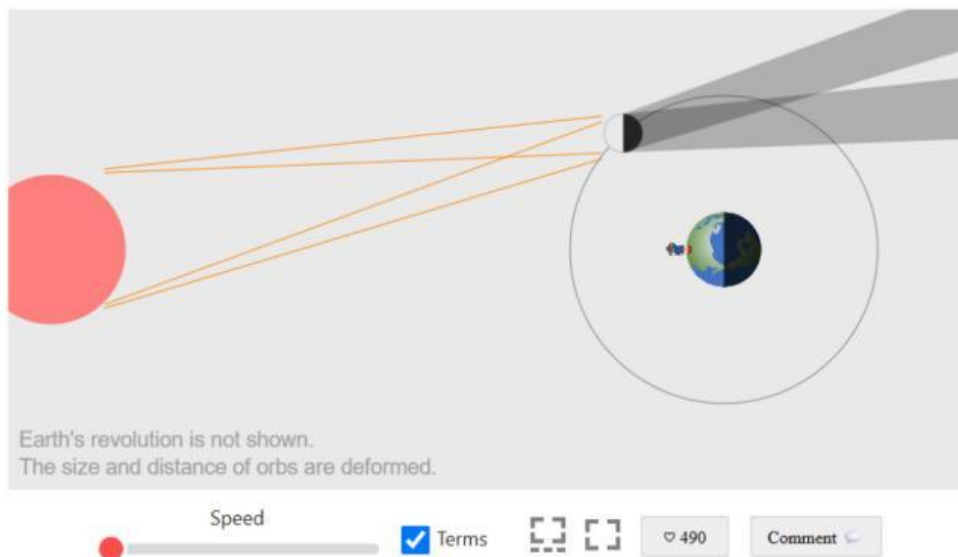 Earth's revolution is not shown.
The size and distance of orbs are deformed.
Speed
Terms
♡ 490
Comment